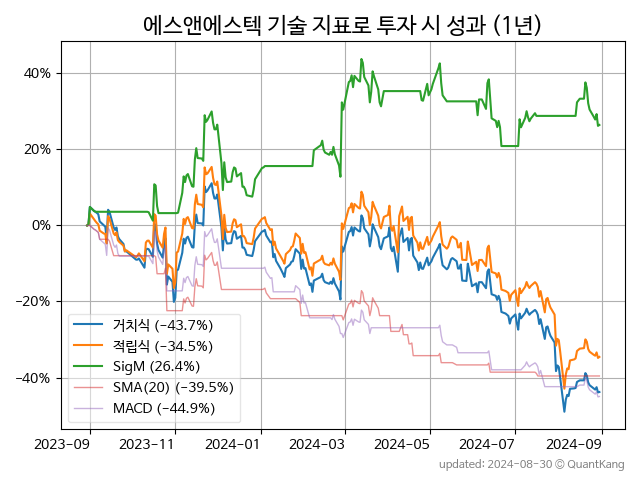 에스앤에스텍 기술 지표로 투자 시 성과 (1년)
40%
20%
0%
−20%
−40%
거치식 (−43.7%)
적립식 (−34.5%)
SigM (26.4%)
SMA(20) (−39.5%)
MACD (−44.9%)
2023-09 2023-11 2024-01 2024-03 2024-05 2024-07 2024-09
updated: 2024-08-30 © QuantKang